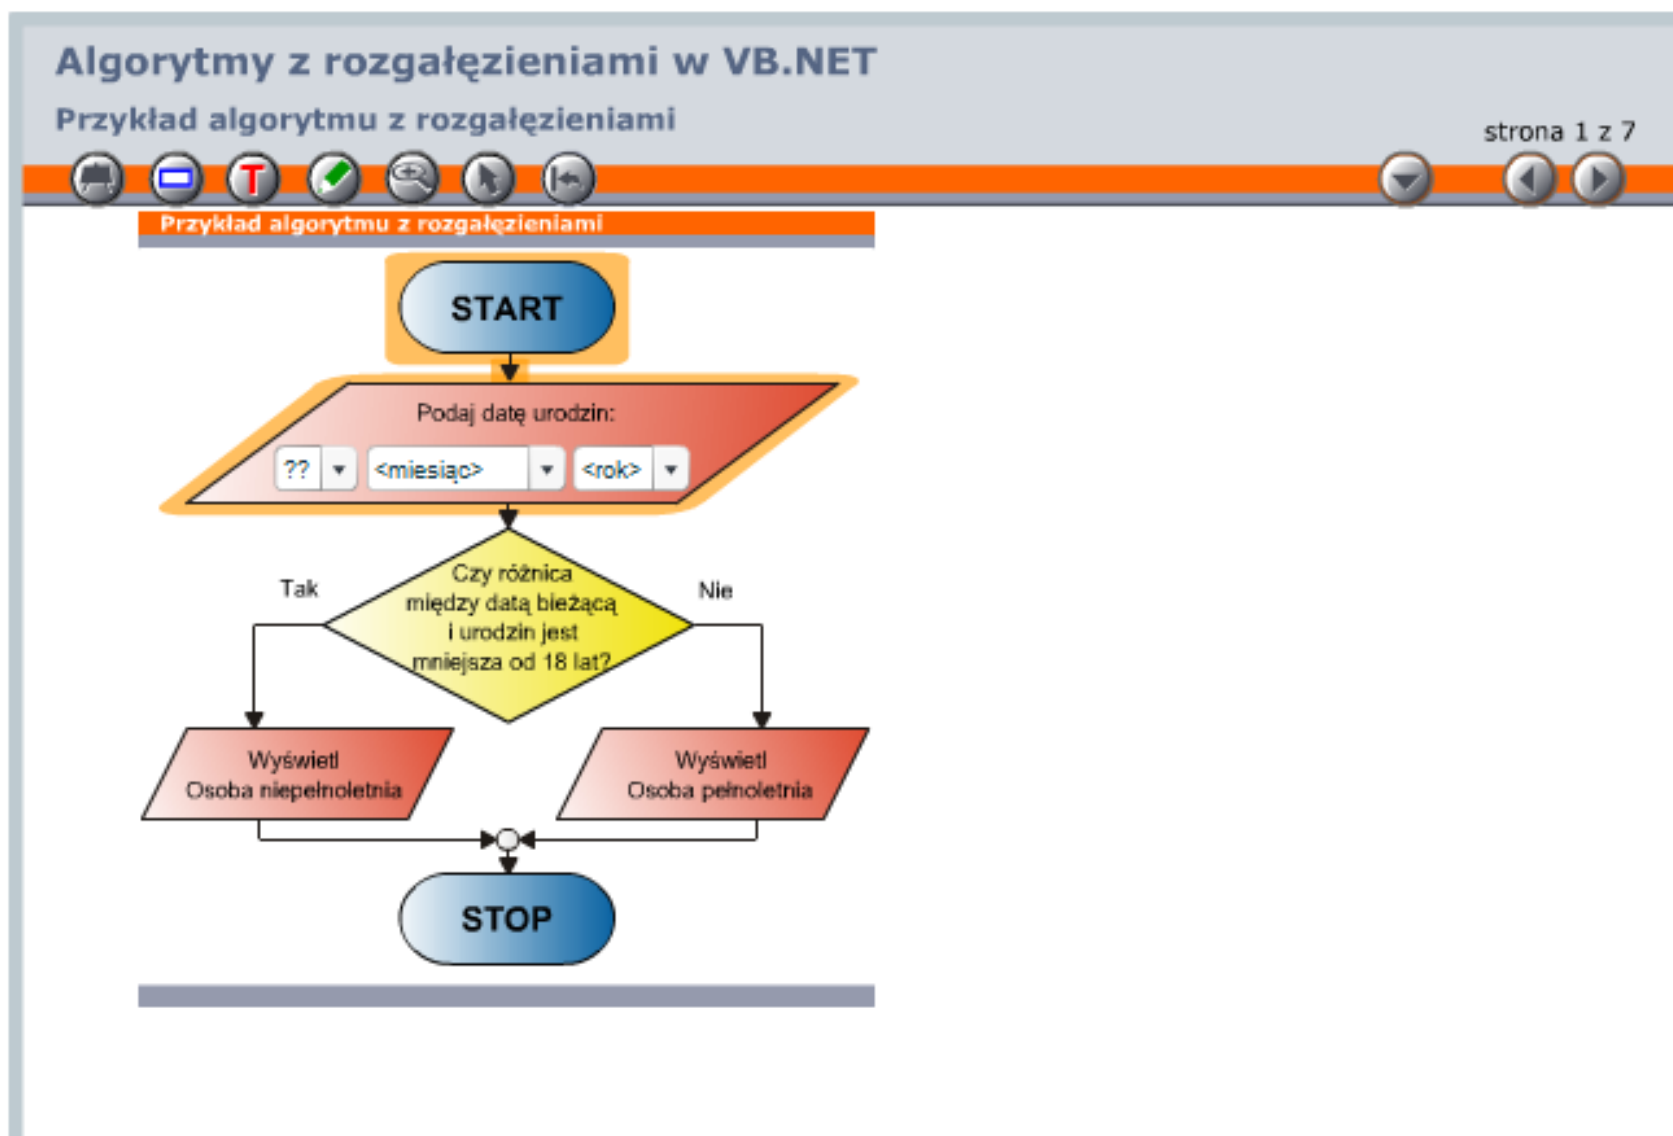 Algorytmy z rozgałęzieniami w VB.NET
Przykład algorytmu z rozgałęzieniami
strona 1 z 7
T
Przykład algorytmu z rozgałęzieniami
START
Podaj datę urodzin:
?? <miesiąc> <rok>
Tak
Nie
Czy różnica
między datą bieżącą
i urodzin jest
mniejsza od 18 lat?
Wyświetl
Osoba niepełnoletnia
Wyświetl
Osoba pełnoletnia
STOP